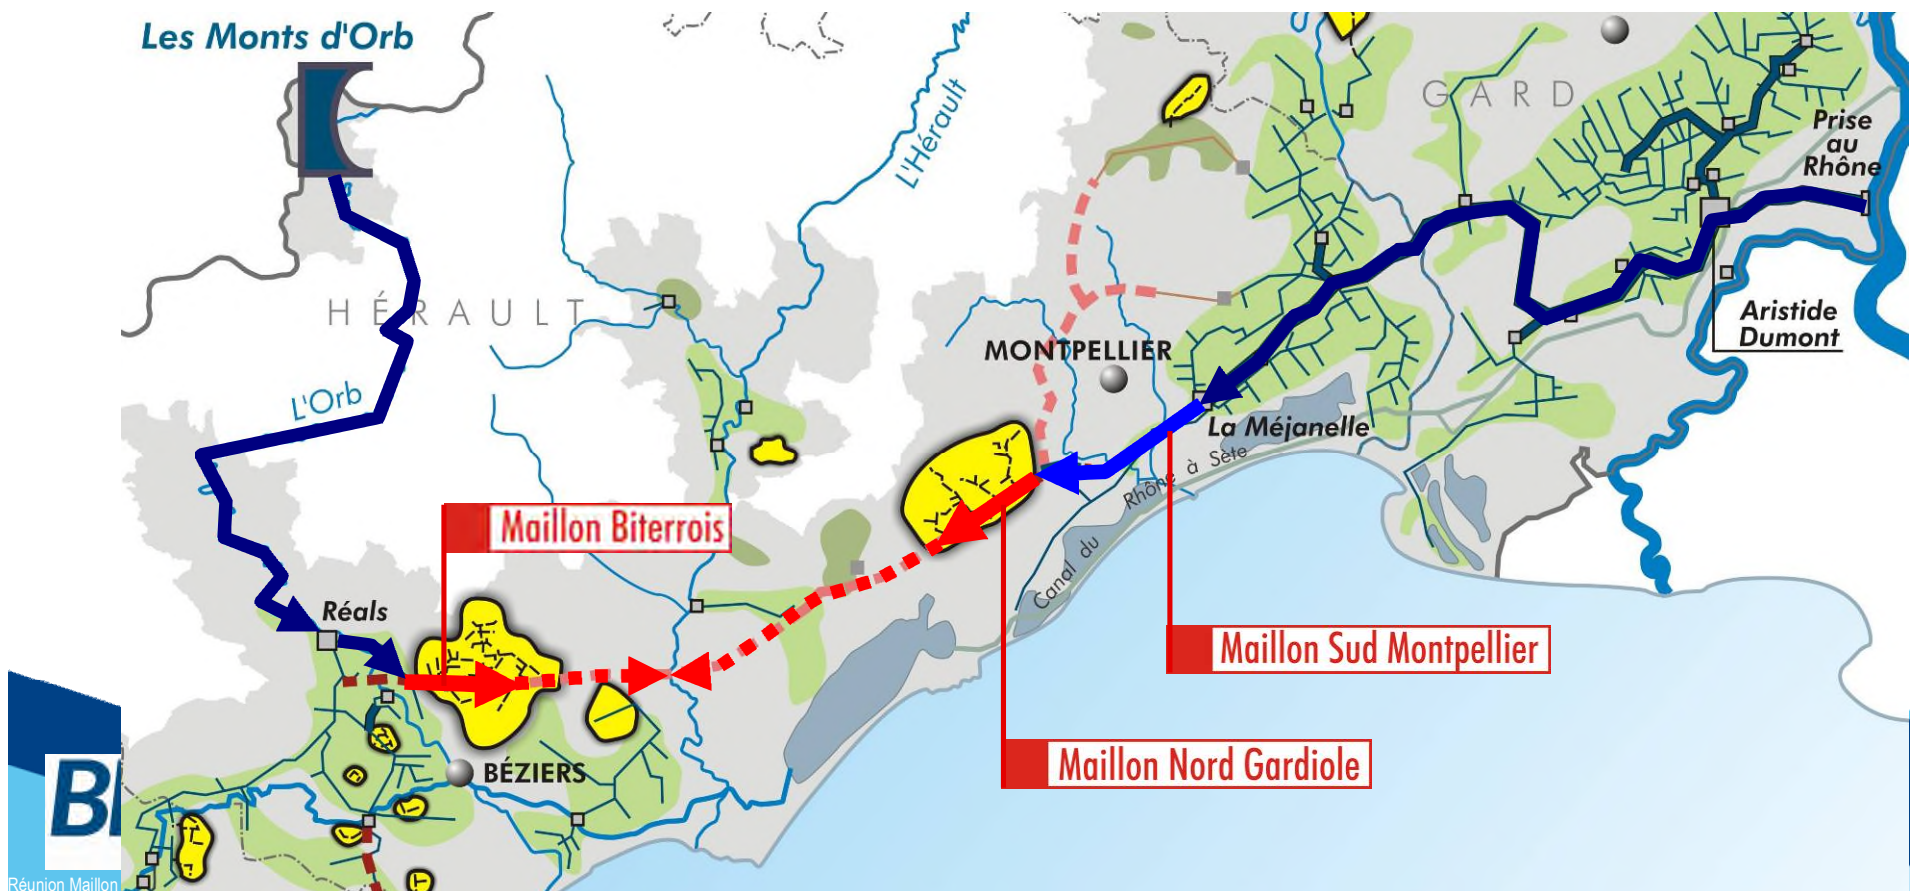 Les Monts d'Orb
L'Hérault
GARD
Prise
au
Rhône
HÉRAULT
Aristide
Dumont
MONTPELLIER
L'Orb
La Méjanelle
Canal du Rhône à Sète
Maillon Biterrois
Réals
Maillon Sud Montpellier
Maillon Nord Gardiole
BÉZIERS
Réunion Maillon